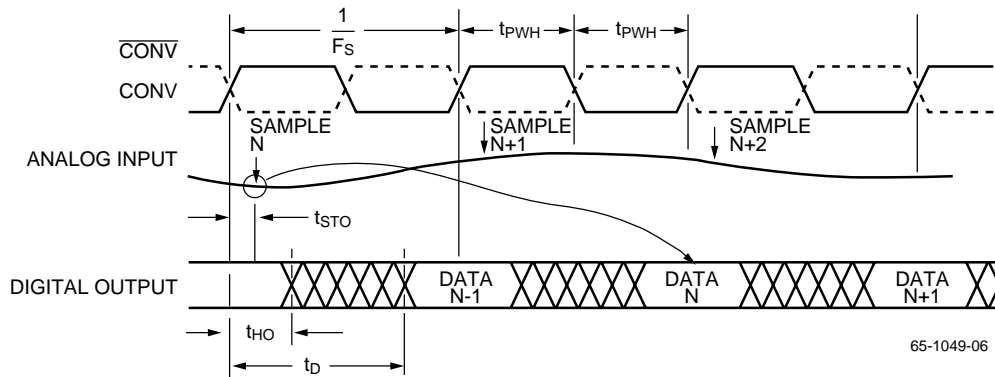 1
F_S
t_PWH
t_PWH
C̅O̅N̅V̅
CONV
SAMPLE
N
SAMPLE
N+1
SAMPLE
N+2
ANALOG INPUT
t_STO
DIGITAL OUTPUT
DATA
N-1
DATA
N
DATA
N+1
t_HO
t_D
65-1049-06